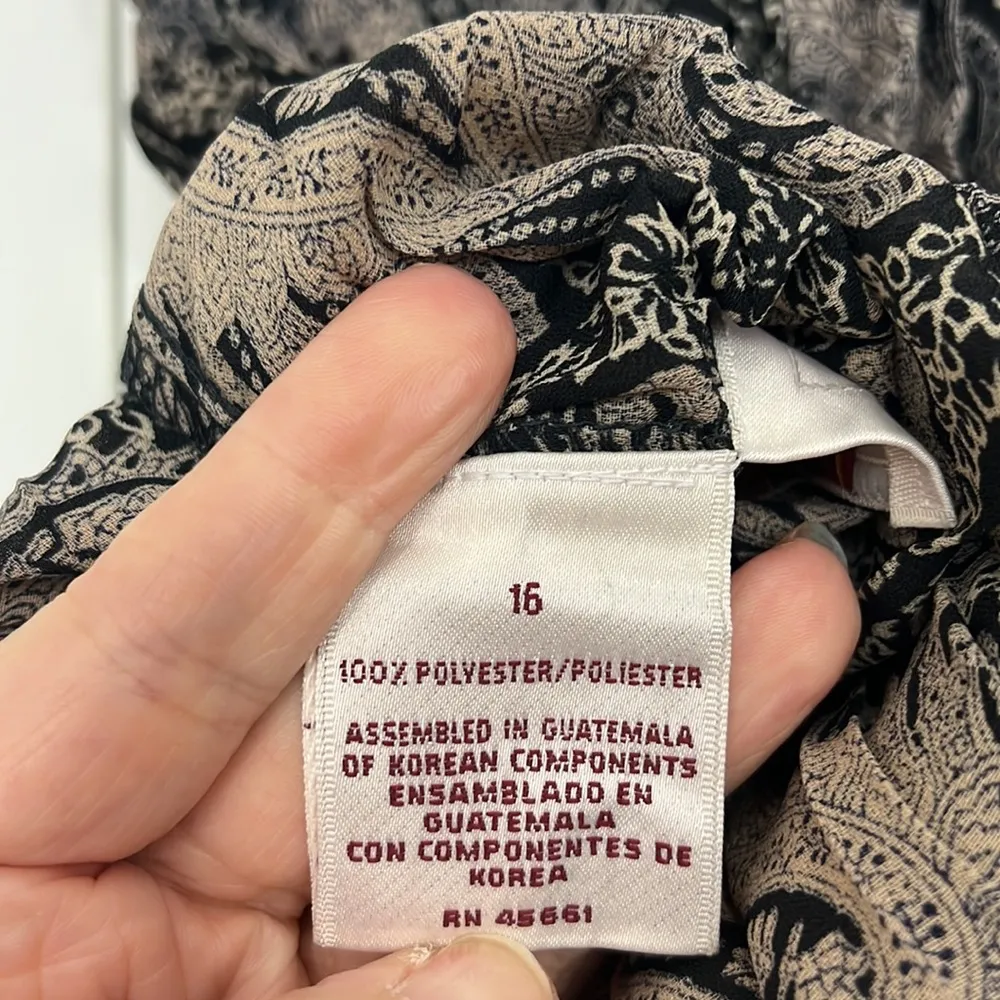 16
100% POLYESTER/POLIESTER
ASSEMBLED IN GUATEMALA
OF KOREAN COMPONENTS
ENSAMBLADO EN
GUATEMALA
CON COMPONENTES DE
KOREA
RN 45661